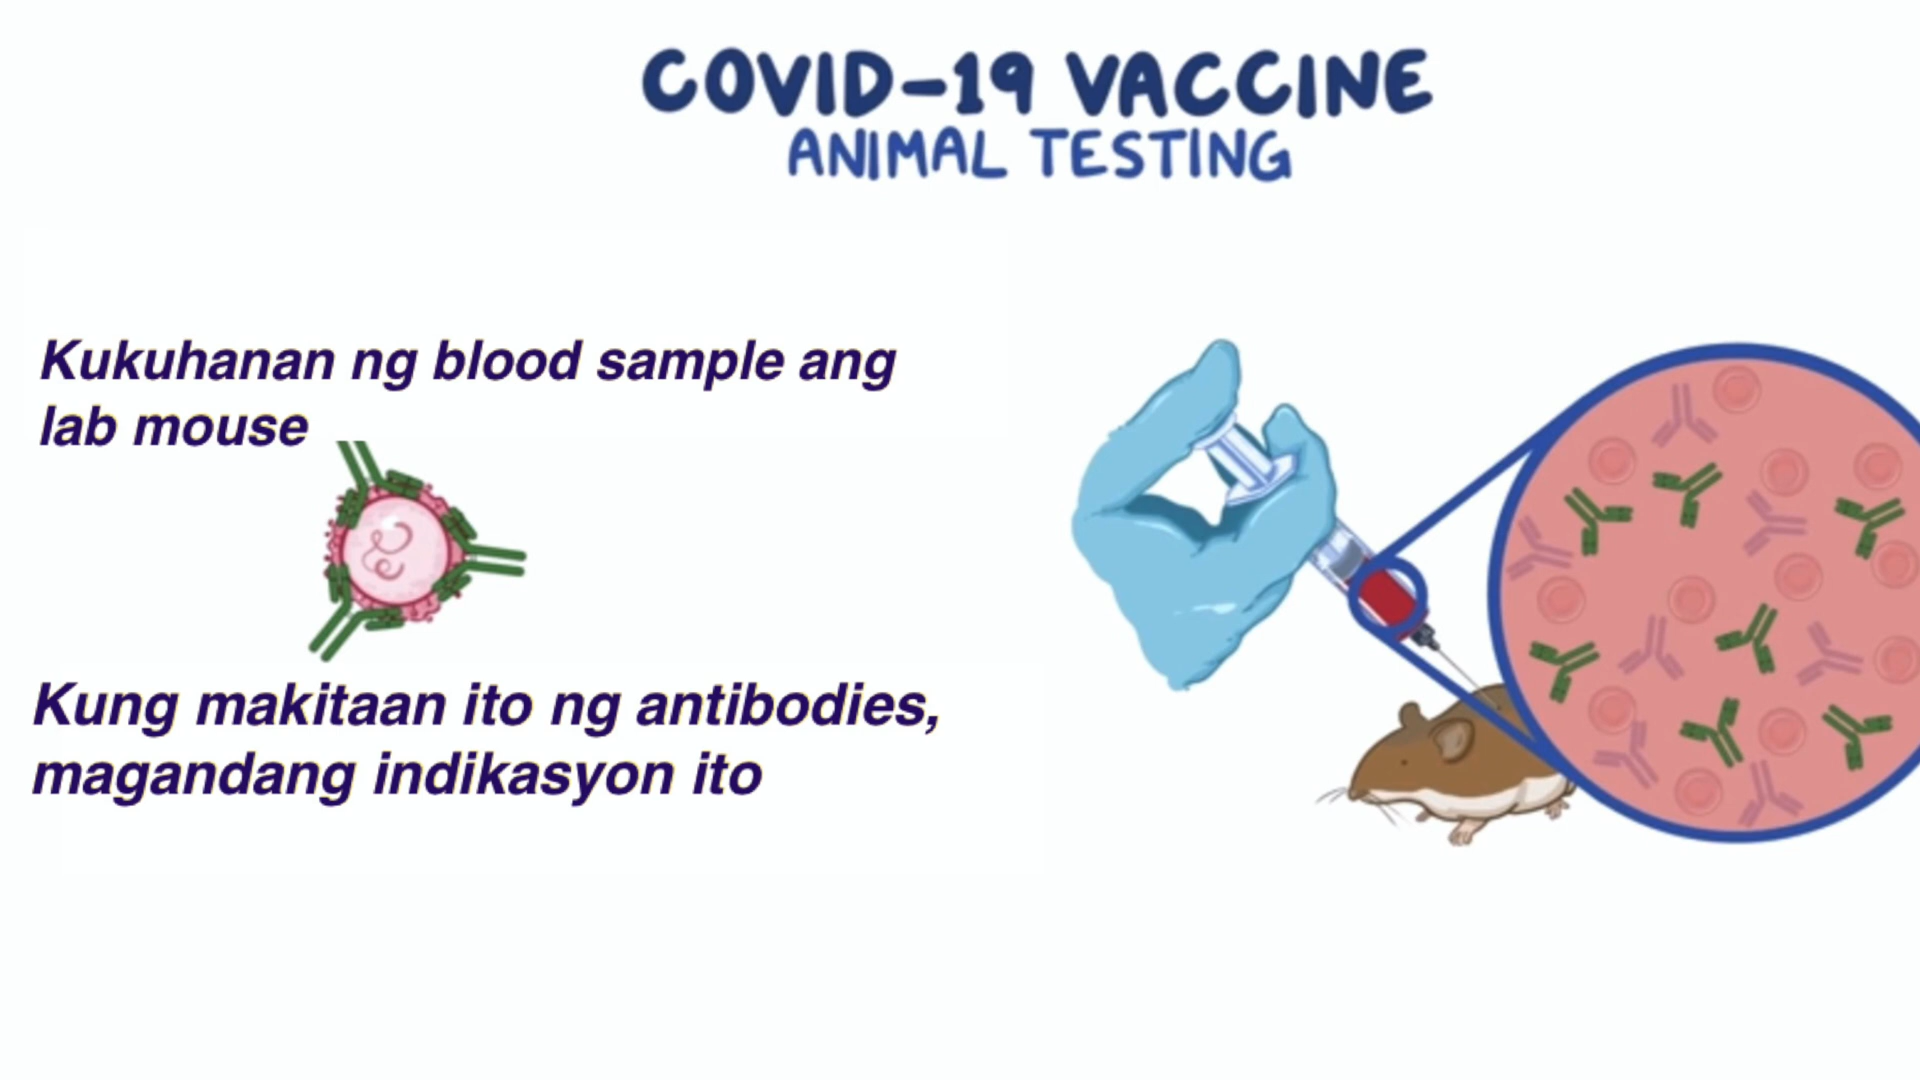 COVID-19 VACCINE
ANIMAL TESTING
Kukuhanan ng blood sample ang
lab mouse
Kung makitaan ito ng antibodies,
magandang indikasyon ito